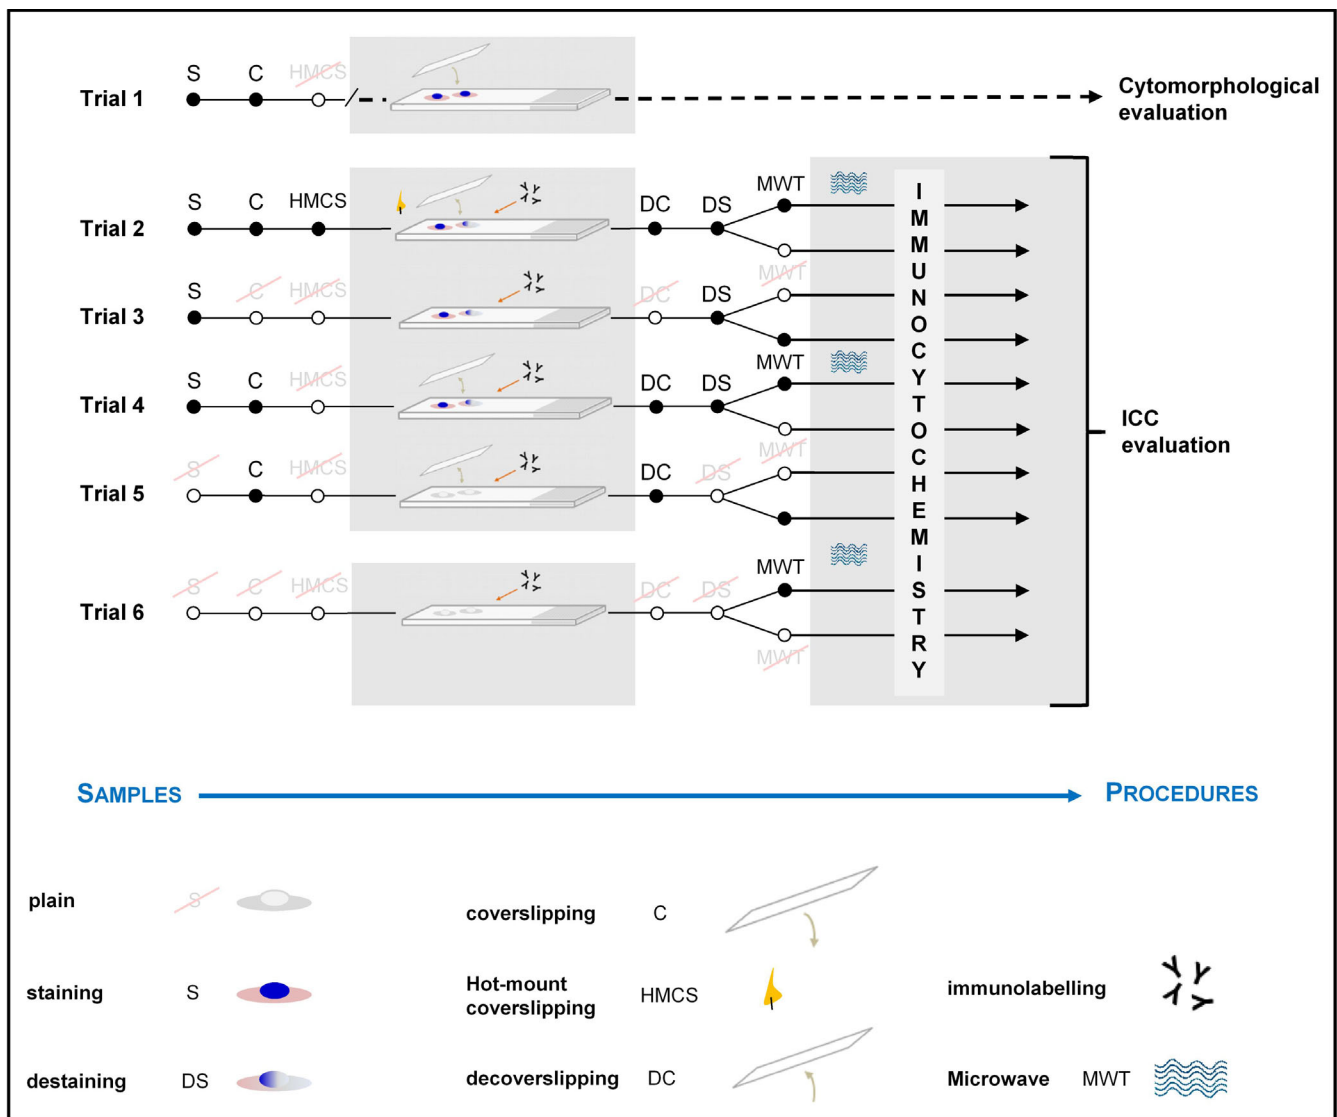 S C HMCS
Trial 1
Cytomorphological
evaluation
S C HMCS DC DS MWT
Trial 2
S C HMCS DC DS MWT
Trial 3
S C HMCS DC DS MWT
Trial 4
S C HMCS DC DS MWT
Trial 5
S C HMCS DC DS MWT
Trial 6
MWT
IMMUNOCYTOCHEMISTRY
ICC
evaluation
SAMPLES
PROCEDURES
plain S
staining S
destaining DS
coverslipping C
Hot-mount
coverslipping HMCS
decoverslipping DC
immunolabelling
Microwave MWT